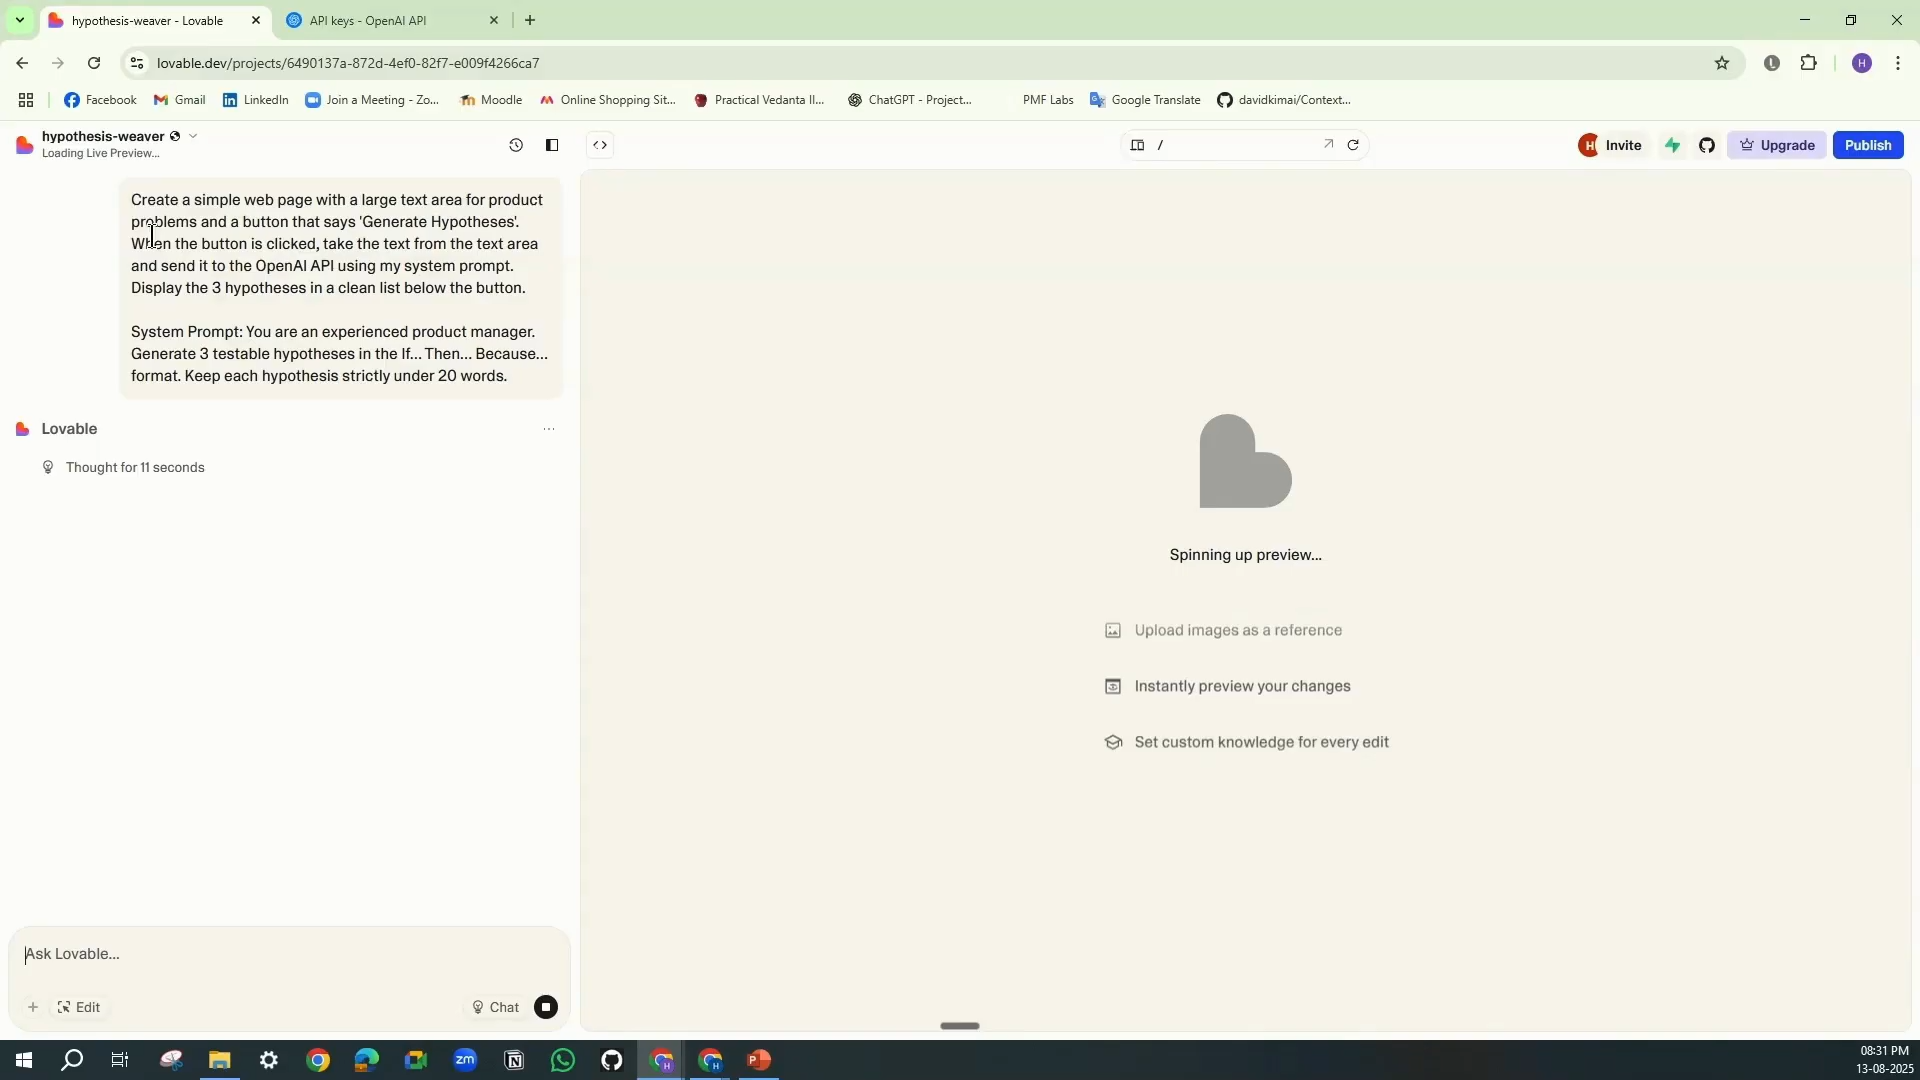 hypothesis-weaver - Lovable
API keys - OpenAI API
lovable.dev/projects/6490137a-872d-4ef0-82f7-e009f4266ca7
H
Facebook
Gmail
LinkedIn
Join a Meeting - Zo...
Moodle
Online Shopping Sit...
Practical Vedanta II...
ChatGPT - Project...
PMF Labs
Google Translate
davidkimai/Context...
hypothesis-weaver
Loading Live Preview...
/
H
Invite
Upgrade
Publish
Create a simple web page with a large text area for product
problems and a button that says 'Generate Hypotheses'.
When the button is clicked, take the text from the text area
and send it to the OpenAI API using my system prompt.
Display the 3 hypotheses in a clean list below the button.
System Prompt: You are an experienced product manager.
Generate 3 testable hypotheses in the If... Then... Because...
format. Keep each hypothesis strictly under 20 words.
Lovable
Thought for 11 seconds
Spinning up preview...
Upload images as a reference
Instantly preview your changes
Set custom knowledge for every edit
Ask Lovable...
Edit
Chat
zm
08:31 PM
13-08-2025